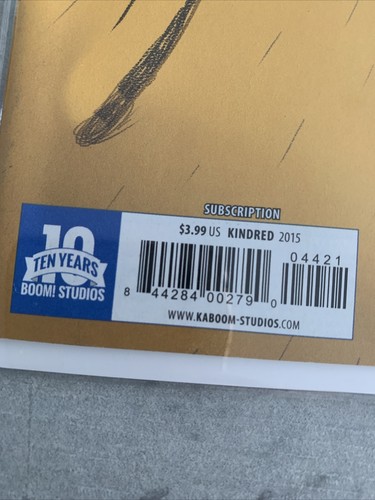 SUBSCRIPTION
$3.99 US KINDRED 2015
10
TEN YEARS
BOOM! STUDIOS
04421
8 44284 00279 0
WWW.KABOOM-STUDIOS.COM